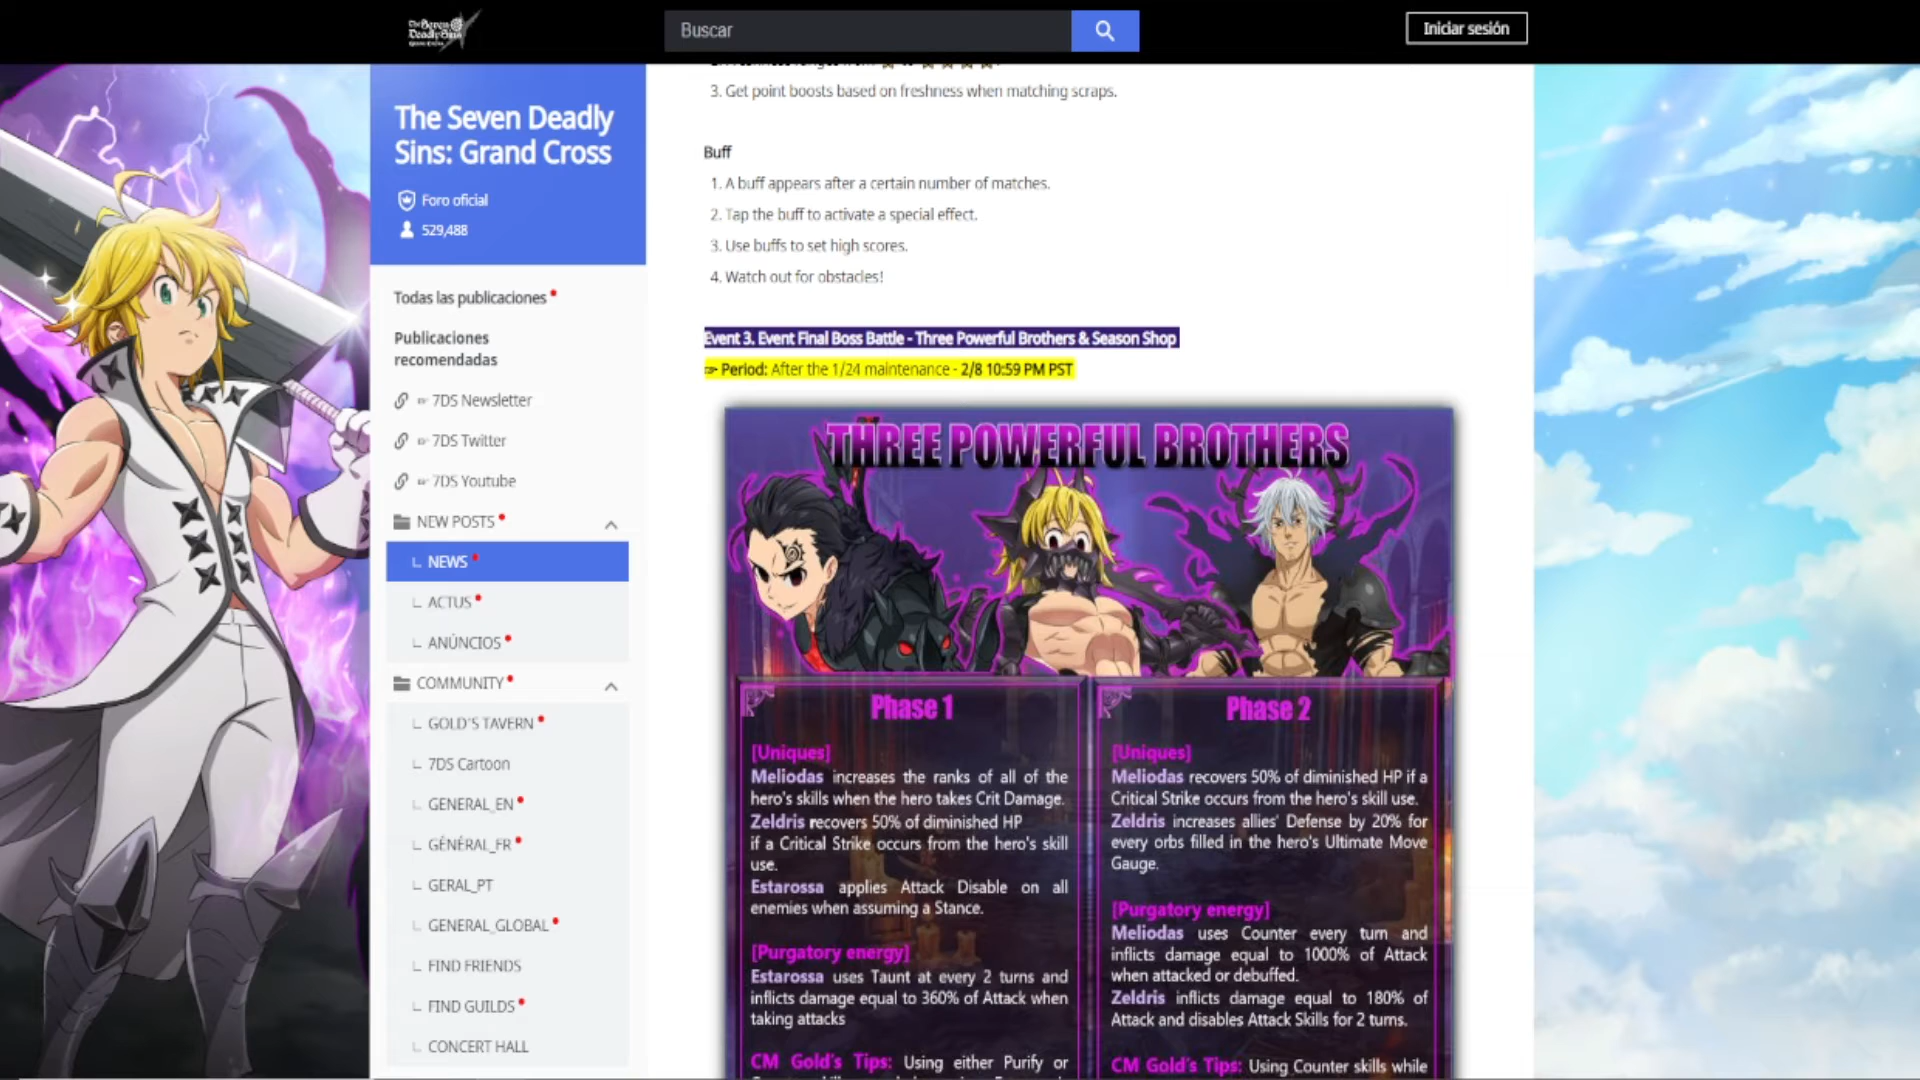 The Seven
Deadly Sins
Buscar
Iniciar sesión
The Seven Deadly
Sins: Grand Cross
Foro oficial
529,488
Todas las publicaciones
Publicaciones
recomendadas
☞ 7DS Newsletter
☞ 7DS Twitter
☞ 7DS Youtube
NEW POSTS
NEWS
ACTUS
ANÚNCIOS
COMMUNITY
GOLD'S TAVERN
7DS Cartoon
GENERAL_EN
GÉNÉRAL_FR
GERAL_PT
GENERAL_GLOBAL
FIND FRIENDS
FIND GUILDS
CONCERT HALL
3. Get point boosts based on freshness when matching scraps.
Buff
1. A buff appears after a certain number of matches.
2. Tap the buff to activate a special effect.
3. Use buffs to set high scores.
4. Watch out for obstacles!
Event 3. Event Final Boss Battle - Three Powerful Brothers & Season Shop
☞ Period: After the 1/24 maintenance - 2/8 10:59 PM PST
THREE POWERFUL BROTHERS
Phase 1
[Uniques]
Meliodas increases the ranks of all of the
hero's skills when the hero takes Crit Damage.
Zeldris recovers 50% of diminished HP
if a Critical Strike occurs from the hero's skill
use.
Estarossa applies Attack Disable on all
enemies when assuming a Stance.
[Purgatory energy]
Estarossa uses Taunt at every 2 turns and
inflicts damage equal to 360% of Attack when
taking attacks
CM Gold's Tips: Using either Purify or
Phase 2
[Uniques]
Meliodas recovers 50% of diminished HP if a
Critical Strike occurs from the hero's skill use.
Zeldris increases allies' Defense by 20% for
every orbs filled in the hero's Ultimate Move
Gauge.
[Purgatory energy]
Meliodas uses Counter every turn and
inflicts damage equal to 1000% of Attack
when attacked or debuffed.
Zeldris inflicts damage equal to 180% of
Attack and disables Attack Skills for 2 turns.
CM Gold's Tips: Using Counter skills while